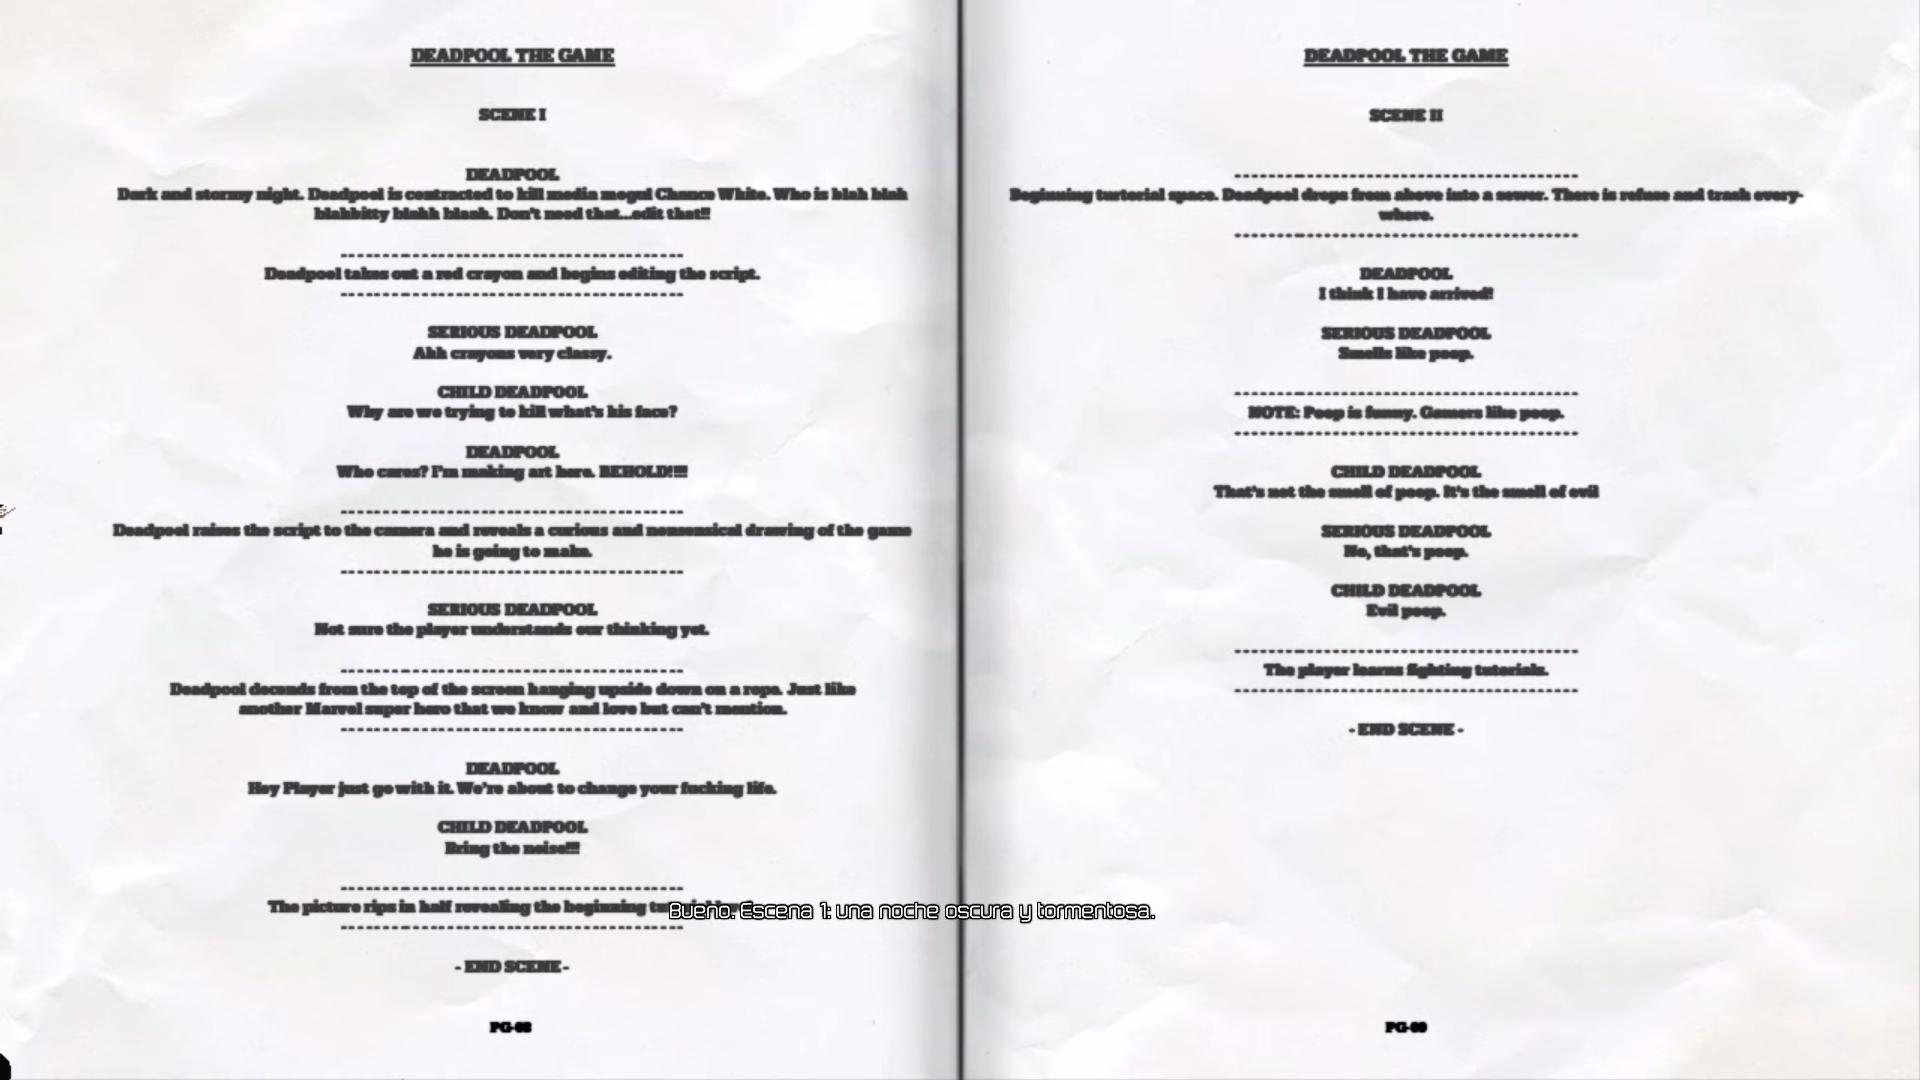 DEADPOOL THE GAME
SCENE I
DEADPOOL
Dark and stormy night. Deadpool is contracted to kill media mogul Chance White. Who is blah blah
blahbitty blahh blaah. Don't need that...edit that!!
------------------------------------------
Deadpool takes out a red crayon and begins editing the script.
------------------------------------------
SERIOUS DEADPOOL
Ahh crayons very classy.
CHILD DEADPOOL
Why are we trying to kill what's his face?
DEADPOOL
Who cares? I'm making art here. BEHOLD!!!!
------------------------------------------
Deadpool raises the script to the camera and reveals a curious and nonsensical drawing of the game
he is going to make.
------------------------------------------
SERIOUS DEADPOOL
Not sure the player understands our thinking yet.
------------------------------------------
Deadpool decends from the top of the screen hanging upside down on a rope. Just like
another Marvel super hero that we know and love but can't mention.
------------------------------------------
DEADPOOL
Hey Player just go with it. We're about to change your fucking life.
CHILD DEADPOOL
Bring the noise!!!
------------------------------------------
The picture rips in half revealing the beginning
------------------------------------------
- END SCENE -
PG-08
DEADPOOL THE GAME
SCENE II
------------------------------------------
Beginning turtorial space. Deadpool drops from above into a sewer. There is refuse and trash every-
where.
------------------------------------------
DEADPOOL
I think I have arrived!
SERIOUS DEADPOOL
Smells like poop.
------------------------------------------
NOTE: Poop is funny. Gamers like poop.
------------------------------------------
CHILD DEADPOOL
That's not the smell of poop. It's the smell of evil
SERIOUS DEADPOOL
No, that's poop.
CHILD DEADPOOL
Evil poop.
------------------------------------------
The player learns fighting tutorials.
------------------------------------------
- END SCENE -
PG-09
Bueno. Escena 1: una noche oscura y tormentosa.